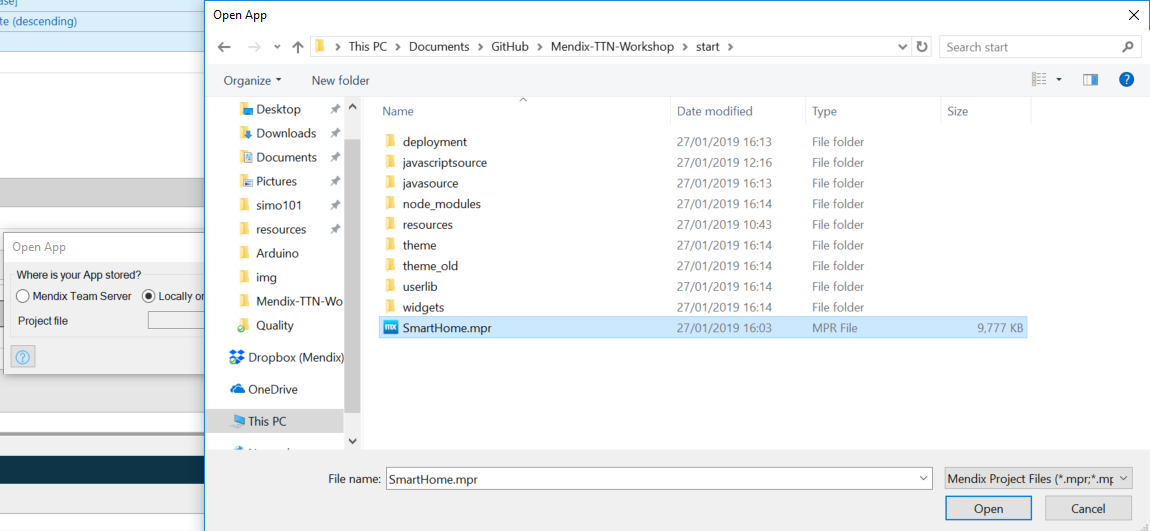 te (descending)
Open App
This PC > Documents > GitHub > Mendix-TTN-Workshop > start >
Search start
Organize
New folder
Name Date modified Type Size
Desktop
Downloads
Documents
Pictures
simo101
resources
Arduino
img
Mendix-TTN-Wo
Quality
Dropbox (Mendix)
OneDrive
This PC
deployment 27/01/2019 16:13 File folder
javascriptsource 27/01/2019 12:16 File folder
javasource 27/01/2019 16:13 File folder
node_modules 27/01/2019 16:14 File folder
resources 27/01/2019 10:43 File folder
theme 27/01/2019 16:14 File folder
theme_old 27/01/2019 16:14 File folder
userlib 27/01/2019 16:14 File folder
widgets 27/01/2019 16:14 File folder
mx SmartHome.mpr 27/01/2019 16:03 MPR File 9,777 KB
Open App
Where is your App stored?
Mendix Team Server
Locally or
Project file
?
File name: SmartHome.mpr
Mendix Project Files (*.mpr;*.mp
Open
Cancel